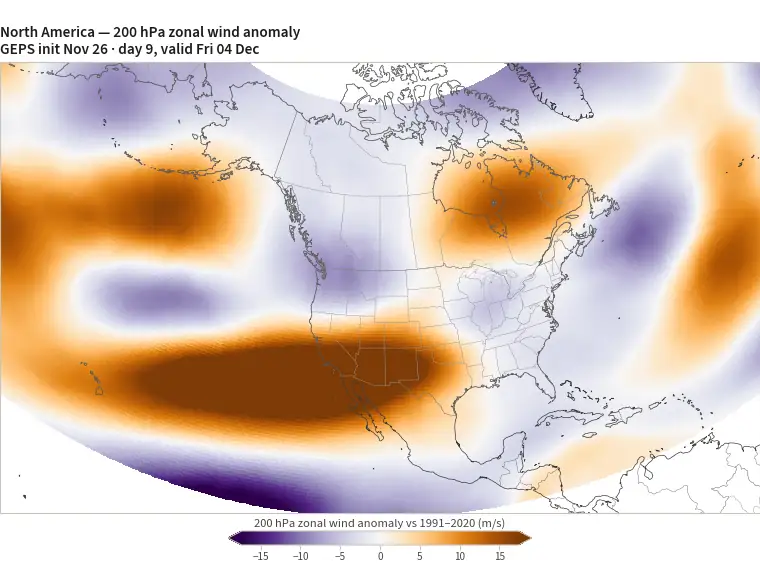 North America — 200 hPa zonal wind anomaly
GEPS init Nov 26 · day 9, valid Fri 04 Dec
200 hPa zonal wind anomaly vs 1991–2020 (m/s)
−15 −10 −5 0 5 10 15